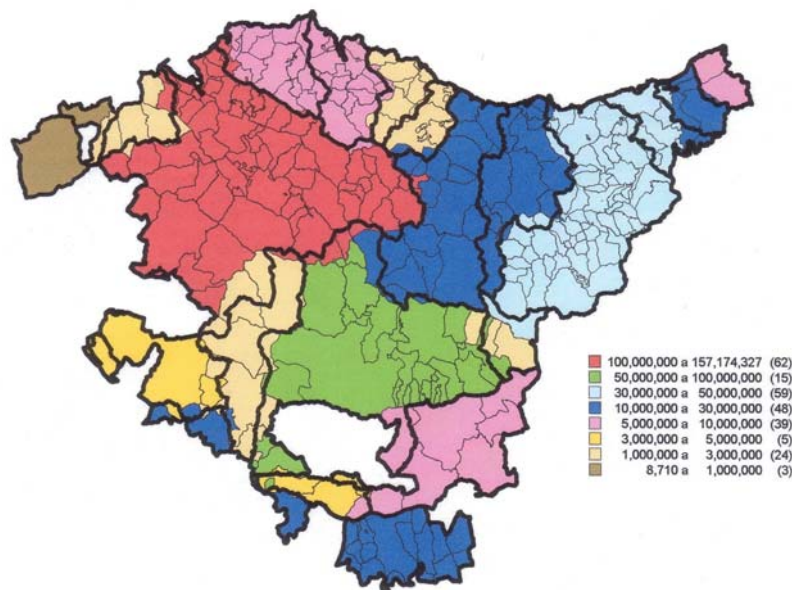 100,000,000 a 157,174,327 (62)
50,000,000 a 100,000,000 (15)
30,000,000 a 50,000,000 (59)
10,000,000 a 30,000,000 (48)
5,000,000 a 10,000,000 (39)
3,000,000 a 5,000,000 (5)
1,000,000 a 3,000,000 (24)
8,710 a 1,000,000 (3)